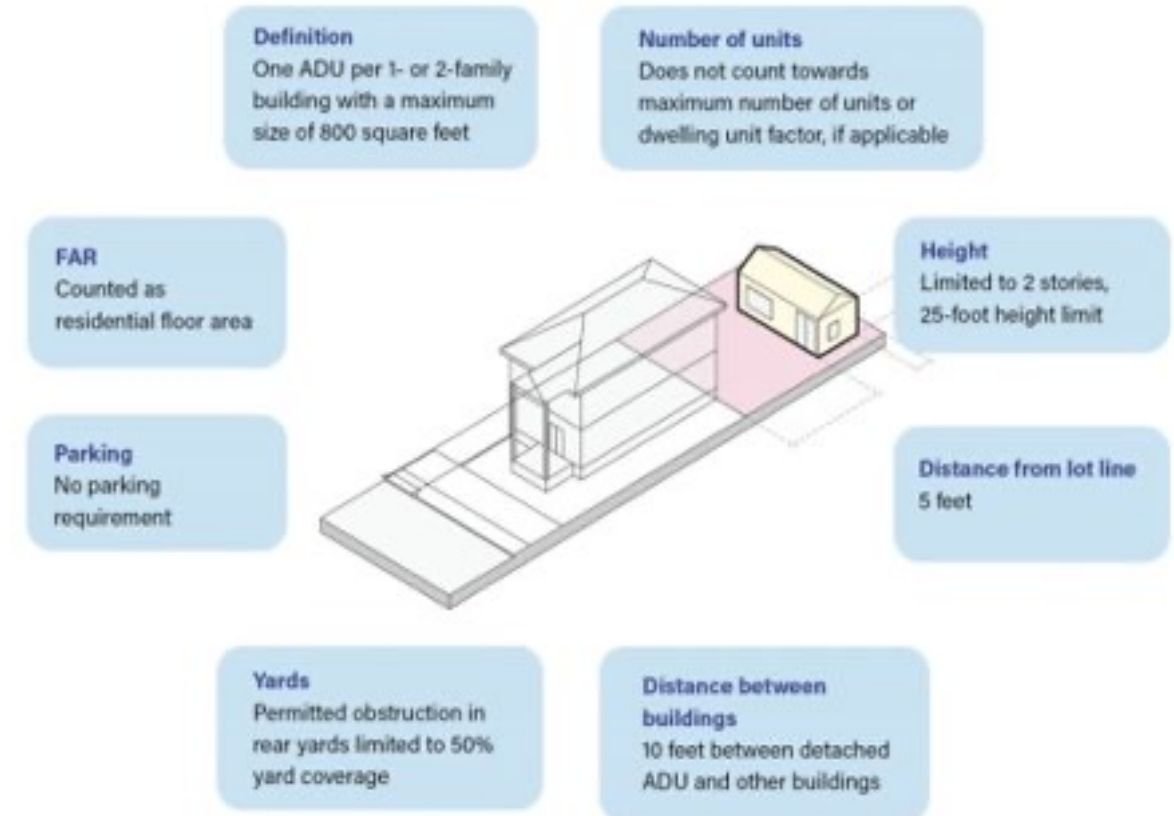 Definition
One ADU per 1- or 2-family
building with a maximum
size of 800 square feet
Number of units
Does not count towards
maximum number of units or
dwelling unit factor, if applicable
FAR
Counted as
residential floor area
Height
Limited to 2 stories,
25-foot height limit
Parking
No parking
requirement
Distance from lot line
5 feet
Yards
Permitted obstruction in
rear yards limited to 50%
yard coverage
Distance between
buildings
10 feet between detached
ADU and other buildings